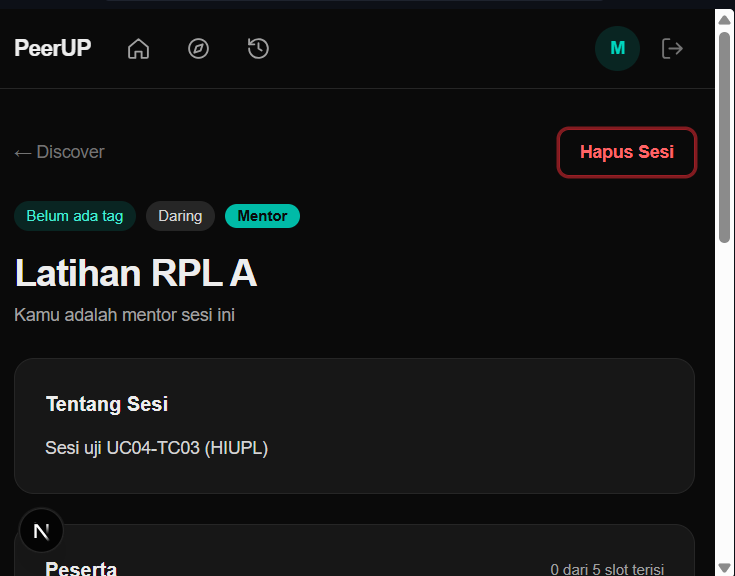 PeerUP
M
← Discover
Hapus Sesi
Belum ada tag
Daring
Mentor
Latihan RPL A
Kamu adalah mentor sesi ini
Tentang Sesi
Sesi uji UC04-TC03 (HIUPL)
N
Peserta
0 dari 5 slot terisi